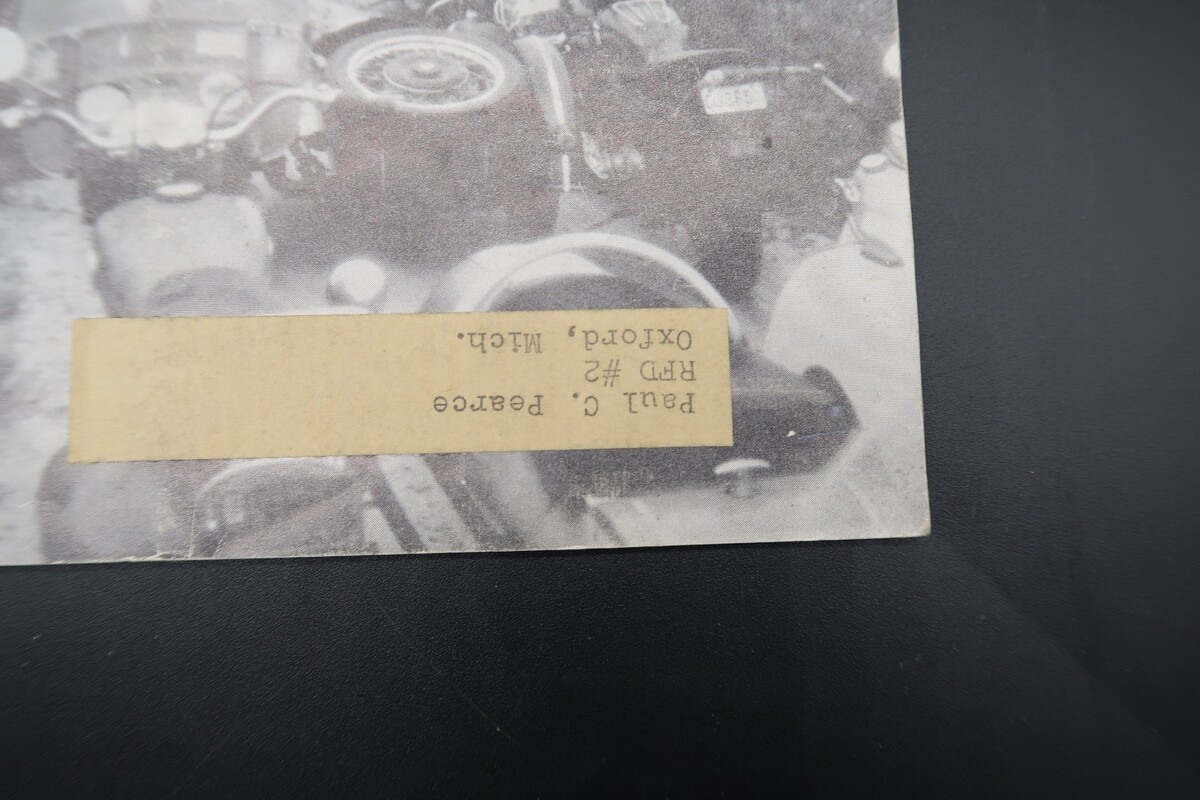 Paul C. Pearce
RFD #2
Oxford, Mich.